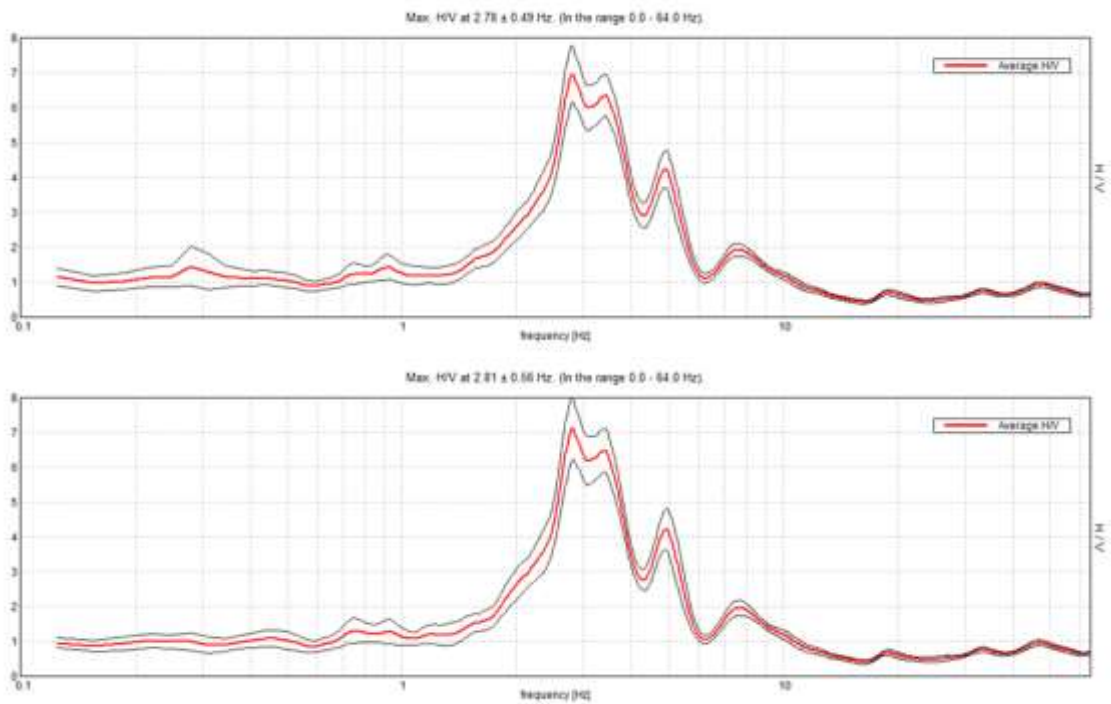 Max. H/V at 2.78 ± 0.49 Hz. (In the range 0.0 - 64.0 Hz).
8
Average H/V
7
6
5
4
H / V
3
2
1
0
0.1 1 10
frequency [Hz]
Max. H/V at 2.81 ± 0.56 Hz. (In the range 0.0 - 64.0 Hz).
8
Average H/V
7
6
5
4
H / V
3
2
1
0
0.1 1 10
frequency [Hz]